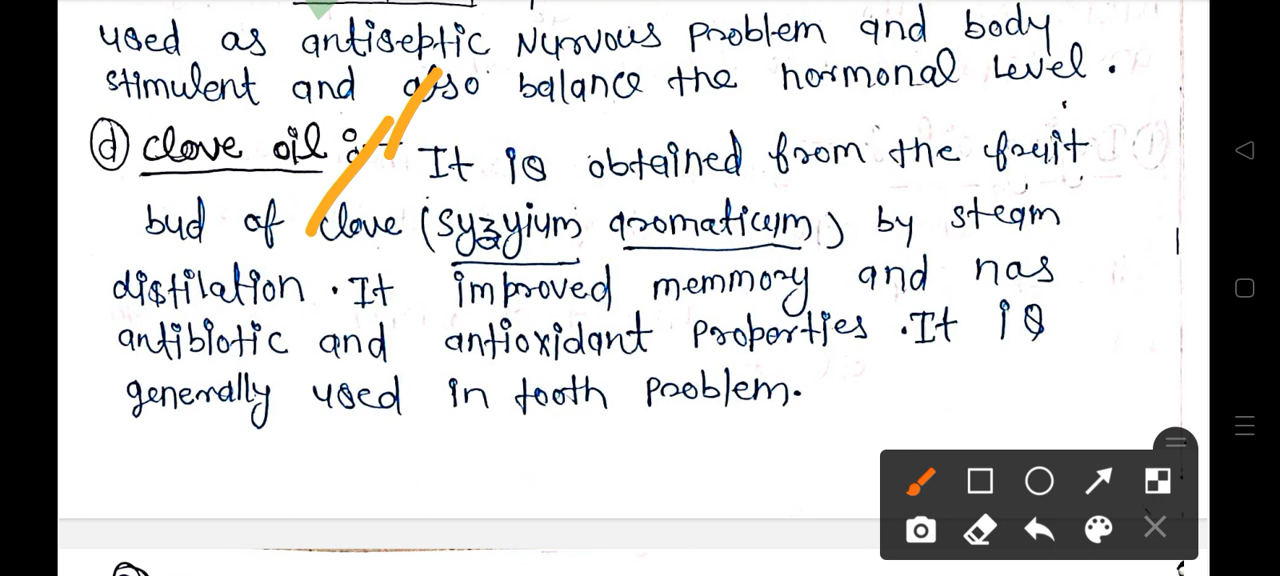 used as antiseptic Nurvous problem and body
stimulent and also balance the hormonal Level.
(d) clove oil :- It is obtained from the fruit
bud of clove (syzyium aromaticum) by steam
distilation. It improved memmory and has
antibiotic and antioxidant properties. It is
generally used in tooth problem.